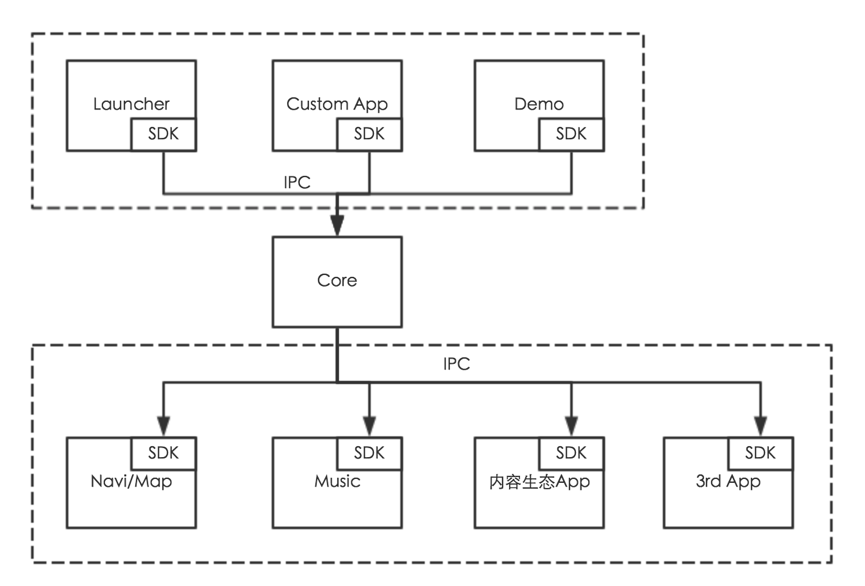 Launcher
SDK
Custom App
SDK
Demo
SDK
IPC
Core
IPC
SDK
Navi/Map
SDK
Music
SDK
内容生态App
SDK
3rd App